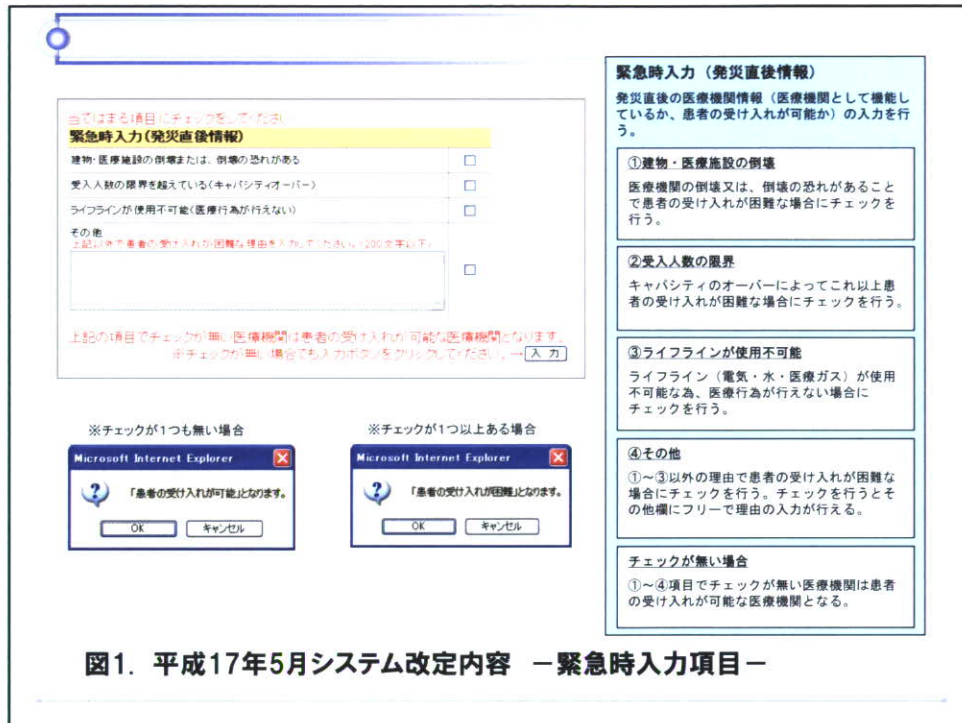 当てはまる項目にチェックをしてください
緊急時入力(発災直後情報)
建物・医療施設の倒壊または、倒壊の恐れがある
受入人数の限界を超えている(キャパシティオーバー)
ライフラインが使用不可能(医療行為が行えない)
その他
上記以外で患者の受け入れが困難な理由を入力してください。(200文字以下)
上記の項目でチェックが無い医療機関は患者の受け入れが可能な医療機関となります。
※チェックが無い場合でも入力ボタンをクリックしてください。→ 入 力
※チェックが1つも無い場合
Microsoft Internet Explorer
「患者の受け入れが可能」となります。
OK
キャンセル
※チェックが1つ以上ある場合
Microsoft Internet Explorer
「患者の受け入れが困難」となります。
OK
キャンセル
緊急時入力(発災直後情報)
発災直後の医療機関情報(医療機関として機能し
ているか、患者の受け入れが可能か)の入力を行
う。
①建物・医療施設の倒壊
医療機関の倒壊又は、倒壊の恐れがあること
で患者の受け入れが困難な場合にチェックを
行う。
②受入人数の限界
キャパシティのオーバーによってこれ以上患
者の受け入れが困難な場合にチェックを行う。
③ライフラインが使用不可能
ライフライン(電気・水・医療ガス)が使用
不可能な為、医療行為が行えない場合に
チェックを行う。
④その他
①~③以外の理由で患者の受け入れが困難な
場合にチェックを行う。チェックを行うとそ
の他欄にフリーで理由の入力が行える。
チェックが無い場合
①~④項目でチェックが無い医療機関は患者
の受け入れが可能な医療機関となる。
図1. 平成17年5月システム改定内容 -緊急時入力項目-